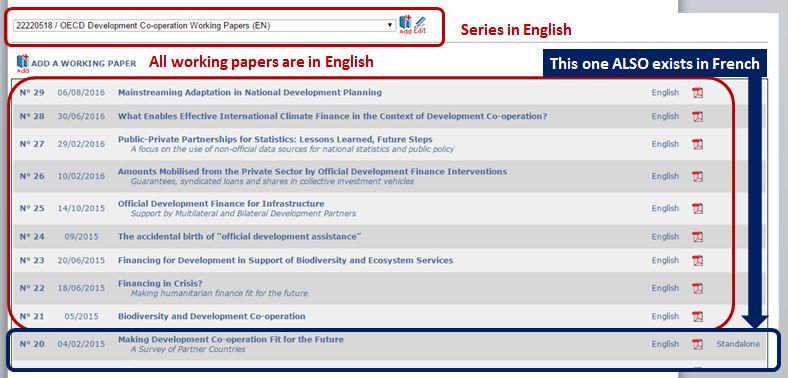 22220518 / OECD Development Co-operation Working Papers (EN)
Add Edit
Series in English
Add
ADD A WORKING PAPER
All working papers are in English
This one ALSO exists in French
N° 29 06/08/2016 Mainstreaming Adaptation in National Development Planning English
N° 28 30/06/2016 What Enables Effective International Climate Finance in the Context of Development Co-operation? English
N° 27 29/02/2016 Public-Private Partnerships for Statistics: Lessons Learned, Future Steps English
A focus on the use of non-official data sources for national statistics and public policy
N° 26 10/02/2016 Amounts Mobilised from the Private Sector by Official Development Finance Interventions English
Guarantees, syndicated loans and shares in collective investment vehicles
N° 25 14/10/2015 Official Development Finance for Infrastructure English
Support by Multilateral and Bilateral Development Partners
N° 24 09/2015 The accidental birth of "official development assistance" English
N° 23 20/06/2015 Financing for Development in Support of Biodiversity and Ecosystem Services English
N° 22 18/06/2015 Financing in Crisis? English
Making humanitarian finance fit for the future
N° 21 05/2015 Biodiversity and Development Co-operation English
N° 20 04/02/2015 Making Development Co-operation Fit for the Future English Standalone
A Survey of Partner Countries